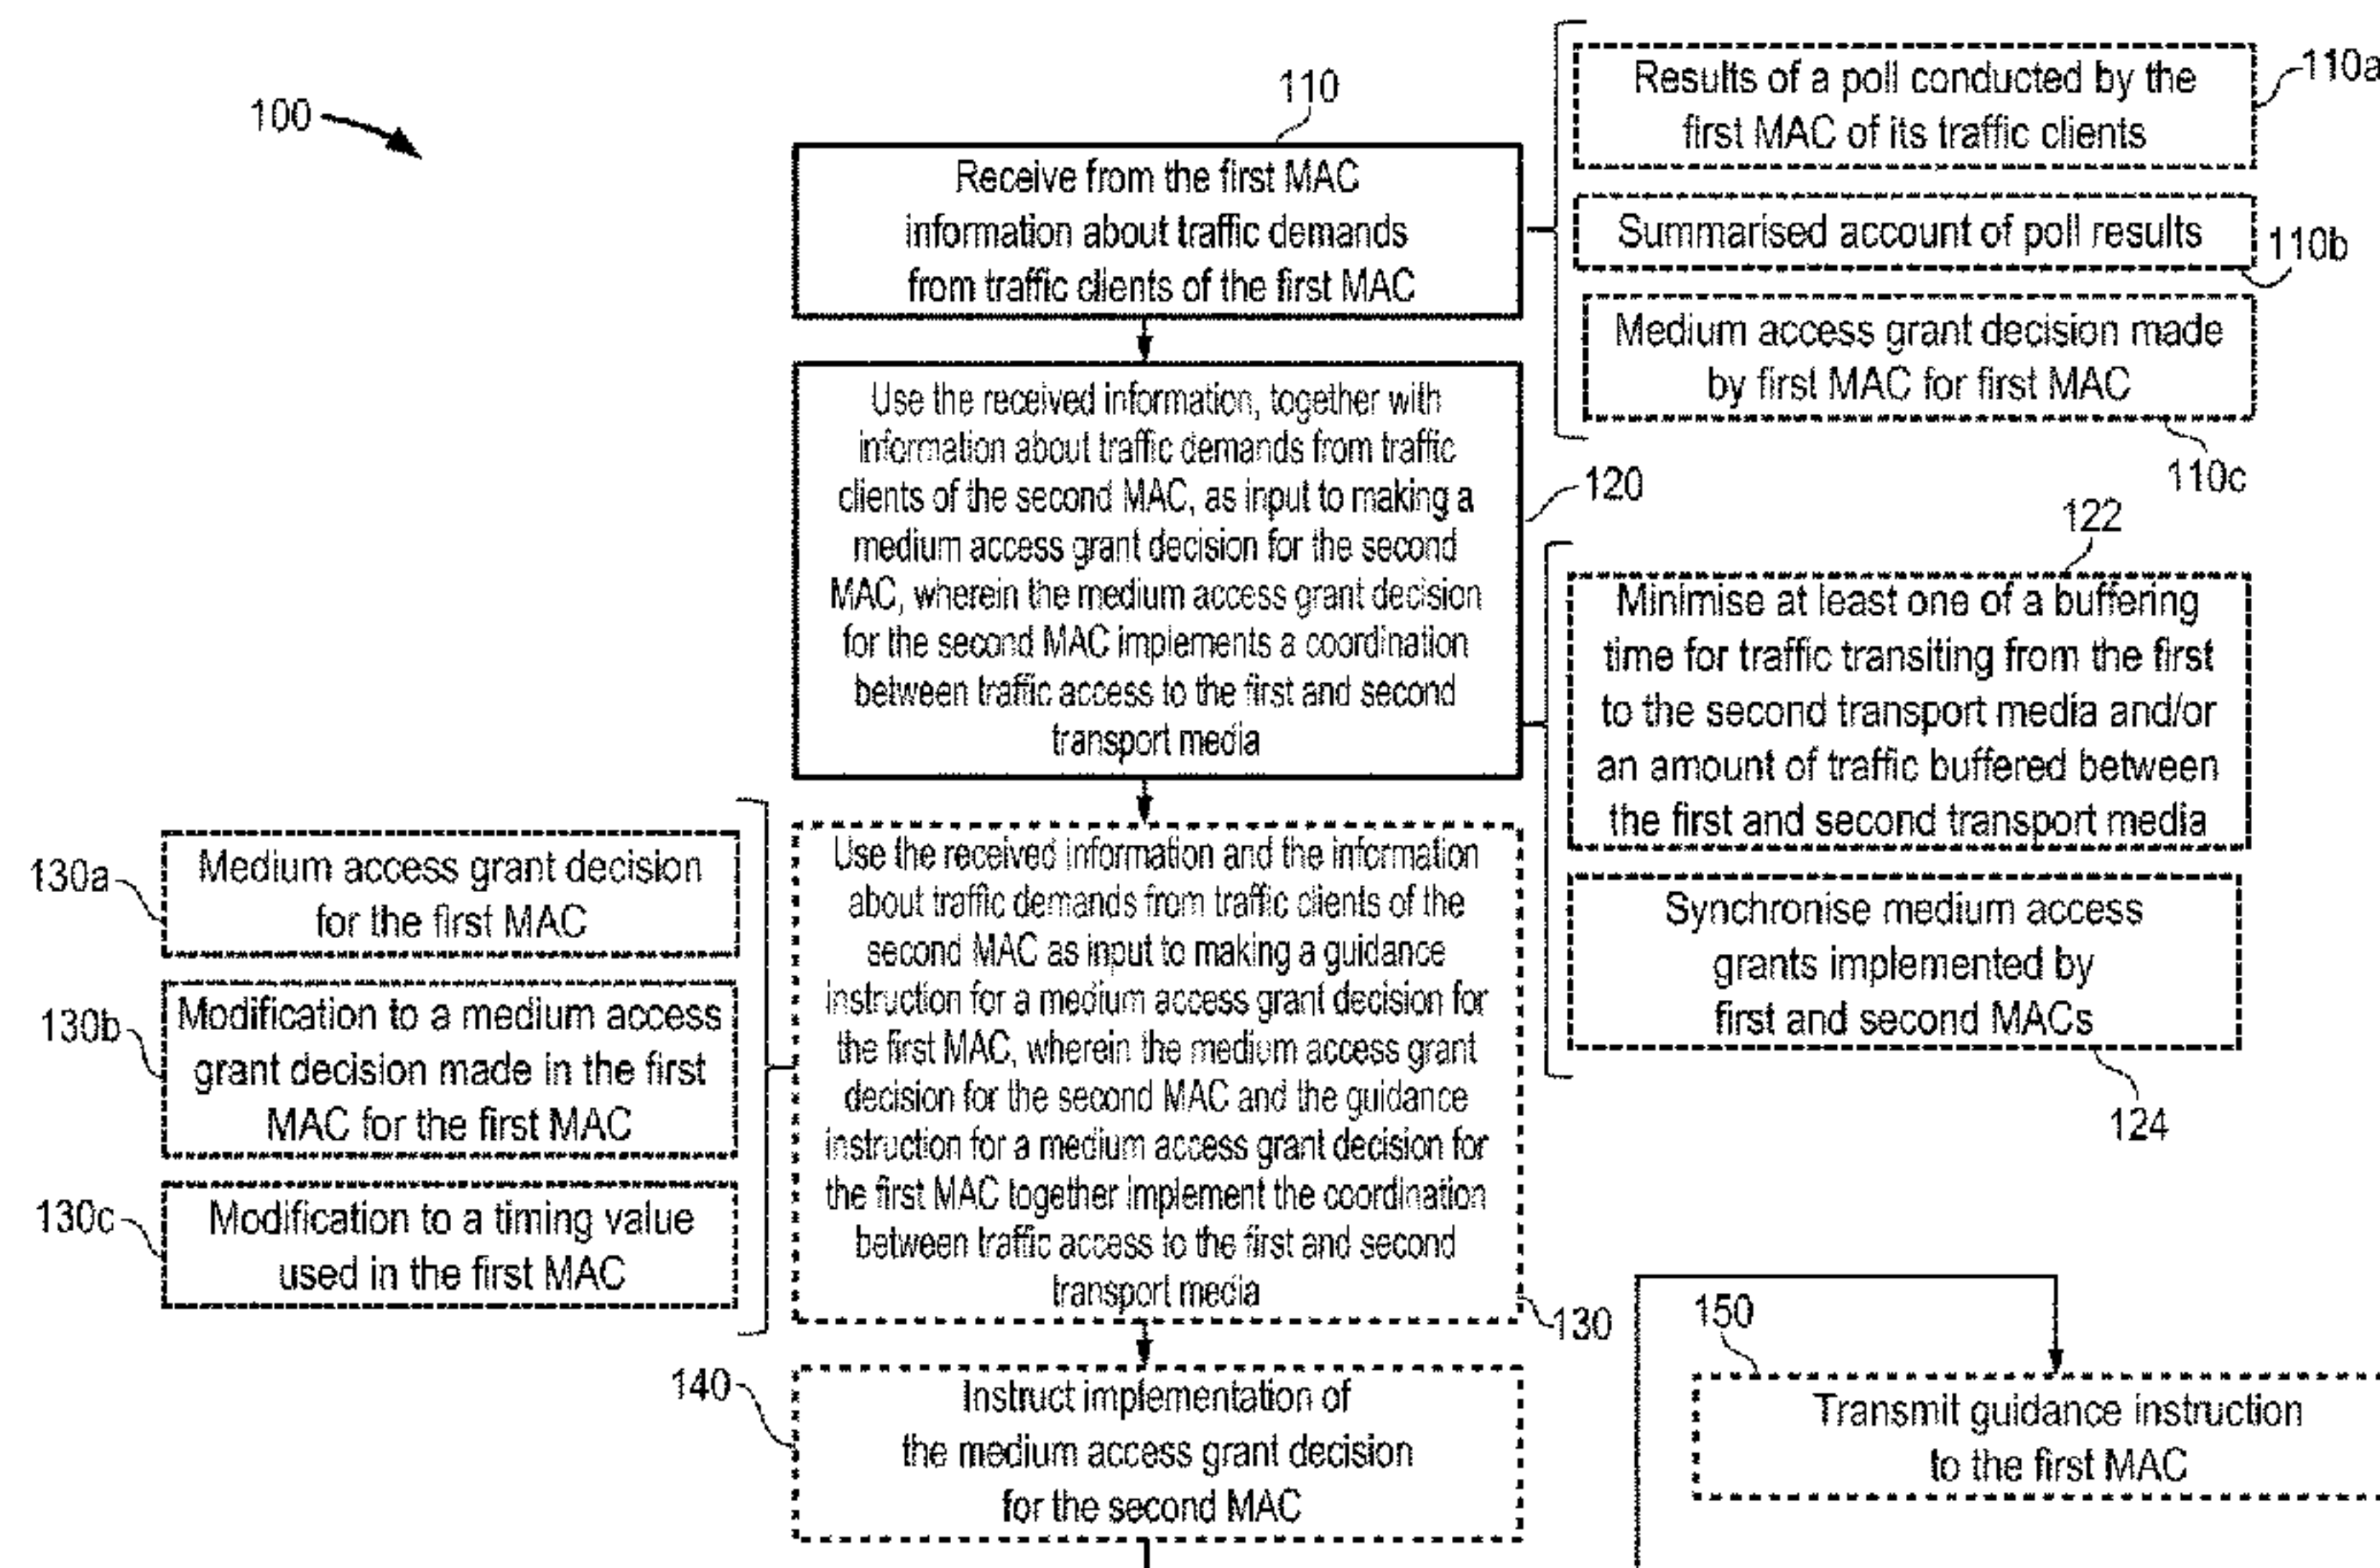 100
110
Receive from the first MAC
information about traffic demands
from traffic clients of the first MAC
Results of a poll conducted by the
first MAC of its traffic clients
110a
Summarised account of poll results
110b
Medium access grant decision made
by first MAC for first MAC
110c
Use the received information, together with
information about traffic demands from traffic
clients of the second MAC, as input to making a
medium access grant decision for the second
MAC, wherein the medium access grant decision
for the second MAC implements a coordination
between traffic access to the first and second
transport media
120
122
Minimise at least one of a buffering
time for traffic transiting from the first
to the second transport media and/or
an amount of traffic buffered between
the first and second transport media
Synchronise medium access
grants implemented by
first and second MACs
124
130a
Medium access grant decision
for the first MAC
130b
Modification to a medium access
grant decision made in the first
MAC for the first MAC
130c
Modification to a timing value
used in the first MAC
Use the received information and the information
about traffic demands from traffic clients of the
second MAC as input to making a guidance
instruction for a medium access grant decision for
the first MAC, wherein the medium access grant
decision for the second MAC and the guidance
instruction for a medium access grant decision for
the first MAC together implement the coordination
between traffic access to the first and second
transport media
130
140
Instruct implementation of
the medium access grant decision
for the second MAC
150
Transmit guidance instruction
to the first MAC